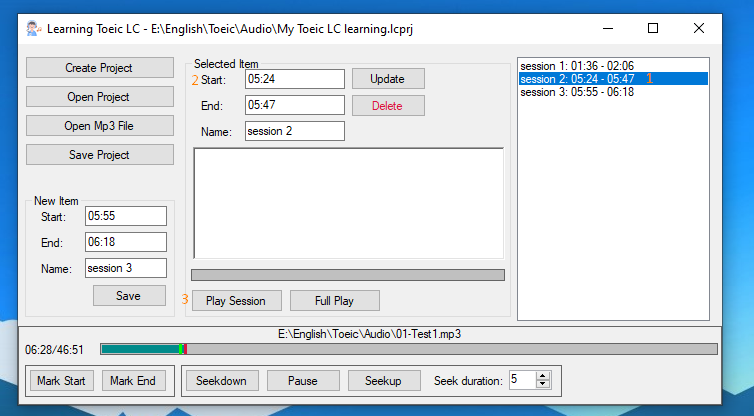 Learning Toeic LC - E:\English\Toeic\Audio\My Toeic LC learning.lcprj
Create Project
Open Project
Open Mp3 File
Save Project
New Item
Start: 05:55
End: 06:18
Name: session 3
Save
Selected Item
2 Start: 05:24 Update
End: 05:47 Delete
Name: session 2
3 Play Session Full Play
session 1: 01:36 - 02:06
session 2: 05:24 - 05:47 1
session 3: 05:55 - 06:18
E:\English\Toeic\Audio\01-Test1.mp3
06:28/46:51
Mark Start Mark End Seekdown Pause Seekup Seek duration: 5